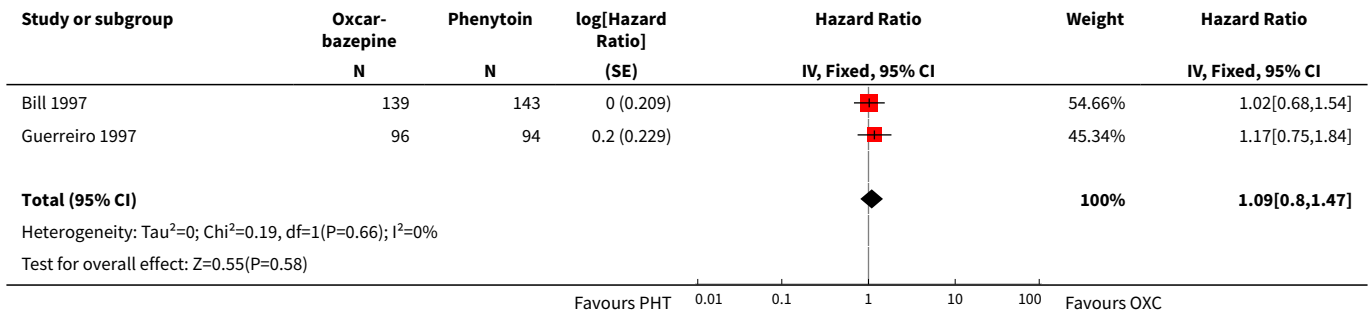 Study or subgroup Oxcar- Phenytoin log[Hazard Hazard Ratio Weight Hazard Ratio
bazepine Ratio]
N N (SE) IV, Fixed, 95% CI IV, Fixed, 95% CI
Bill 1997 139 143 0 (0.209) 54.66% 1.02[0.68,1.54]
Guerreiro 1997 96 94 0.2 (0.229) 45.34% 1.17[0.75,1.84]
Total (95% CI) 100% 1.09[0.8,1.47]
Heterogeneity: Tau²=0; Chi²=0.19, df=1(P=0.66); I²=0%
Test for overall effect: Z=0.55(P=0.58)
Favours PHT 0.01 0.1 1 10 100 Favours OXC